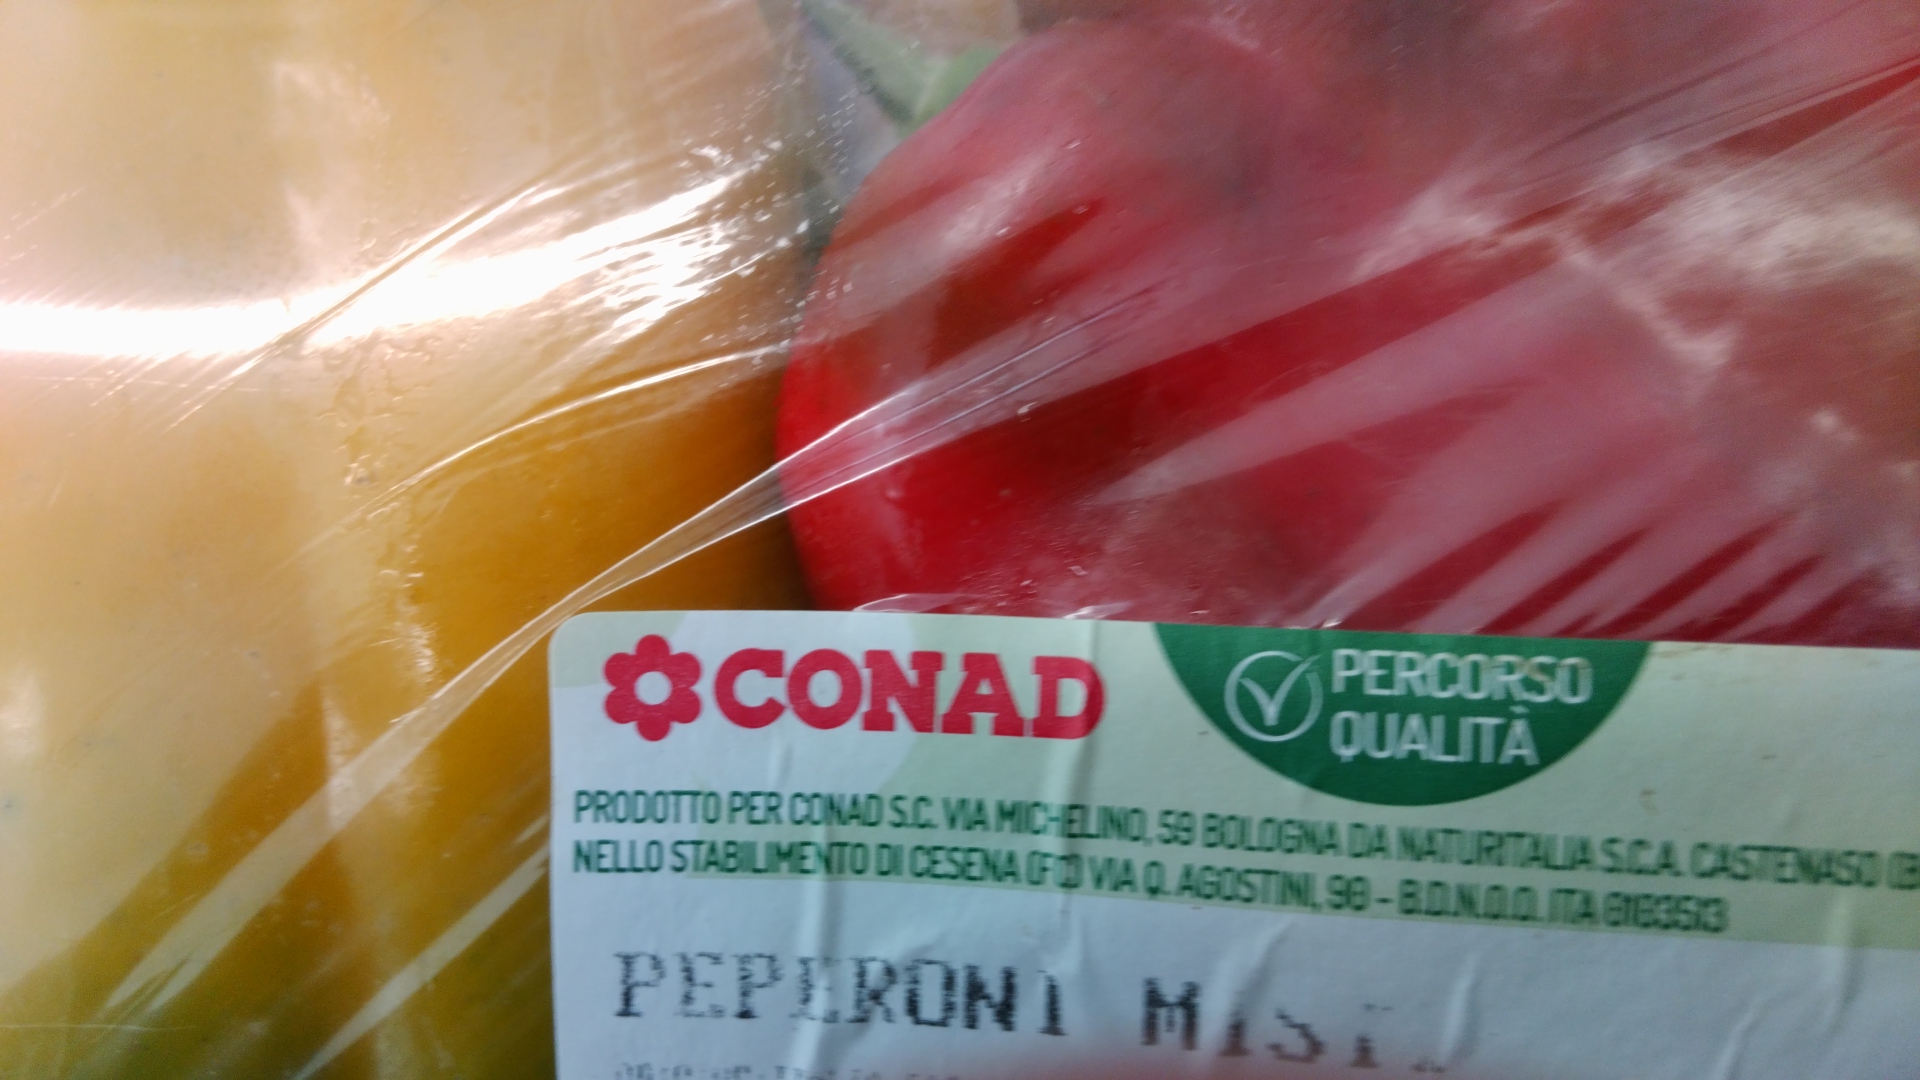 CONAD
PERCORSO
QUALITÀ
PRODOTTO PER CONAD S.C. VIA MICHELINO, 59 BOLOGNA DA NATURITALIA S.C.A. CASTENASO
NELLO STABILIMENTO DI CESENA (FC) VIA Q. AGOSTINI, 90 - B.D.N.O.O. ITA
PEPERONI